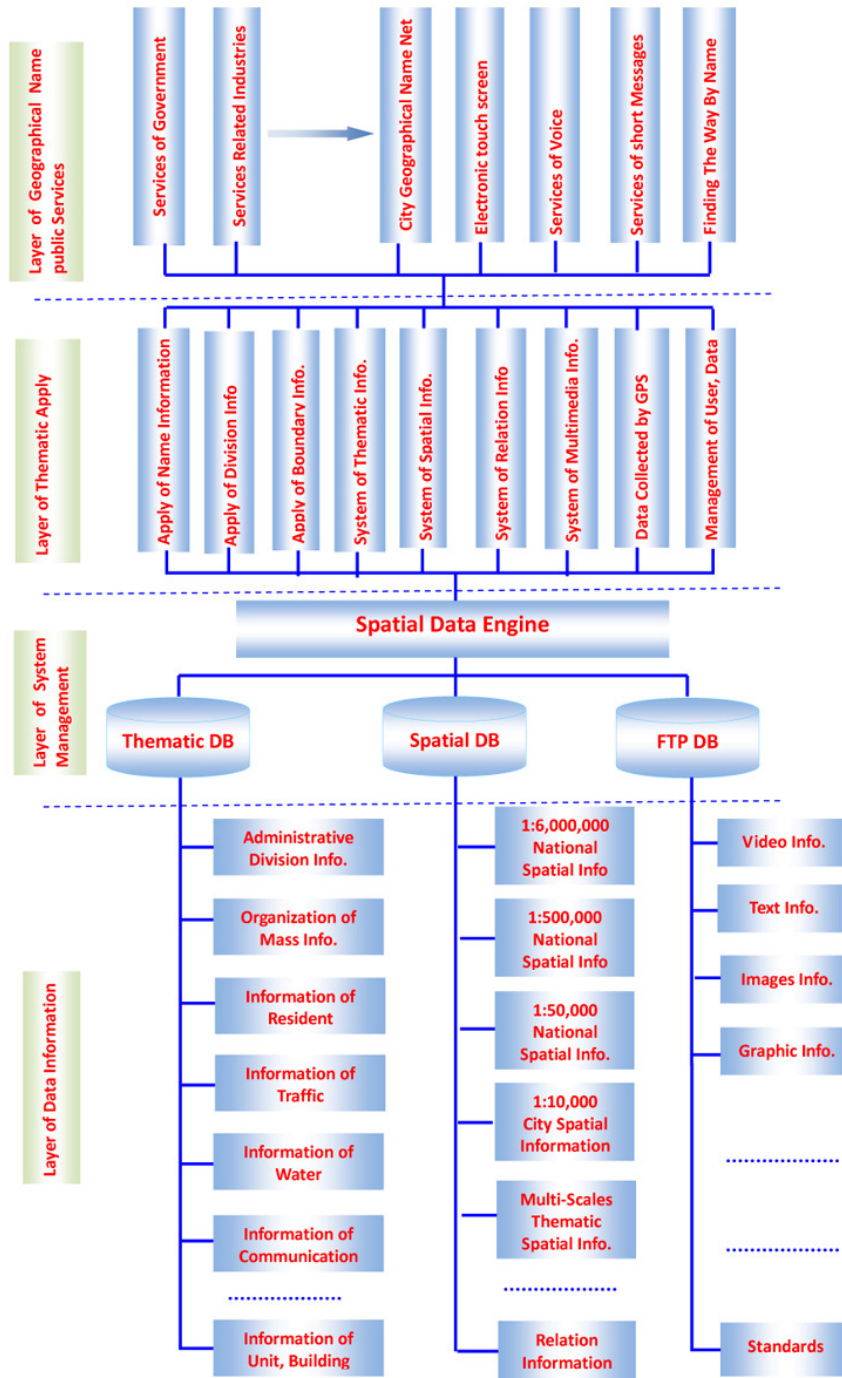 Layer of Geographical Name
public Services
Services of Government
Services Related Industries
City Geographical Name Net
Electronic touch screen
Services of Voice
Services of short Messages
Finding The Way By Name
Layer of Thematic Apply
Apply of Name Information
Apply of Division Info
Apply of Boundary Info.
System of Thematic Info.
System of Spatial Info.
System of Relation Info
System of Multimedia Info.
Data Collected by GPS
Management of User, Data
Layer of System
Management
Spatial Data Engine
Thematic DB
Spatial DB
FTP DB
Layer of Data Information
Administrative
Division Info.
Organization of
Mass Info.
Information of
Resident
Information of
Traffic
Information of
Water
Information of
Communication
Information of
Unit, Building
1:6,000,000
National
Spatial Info
1:500,000
National
Spatial Info
1:50,000
National
Spatial Info.
1:10,000
City Spatial
Information
Multi-Scales
Thematic
Spatial Info.
Relation
Information
Video Info.
Text Info.
Images Info.
Graphic Info.
Standards